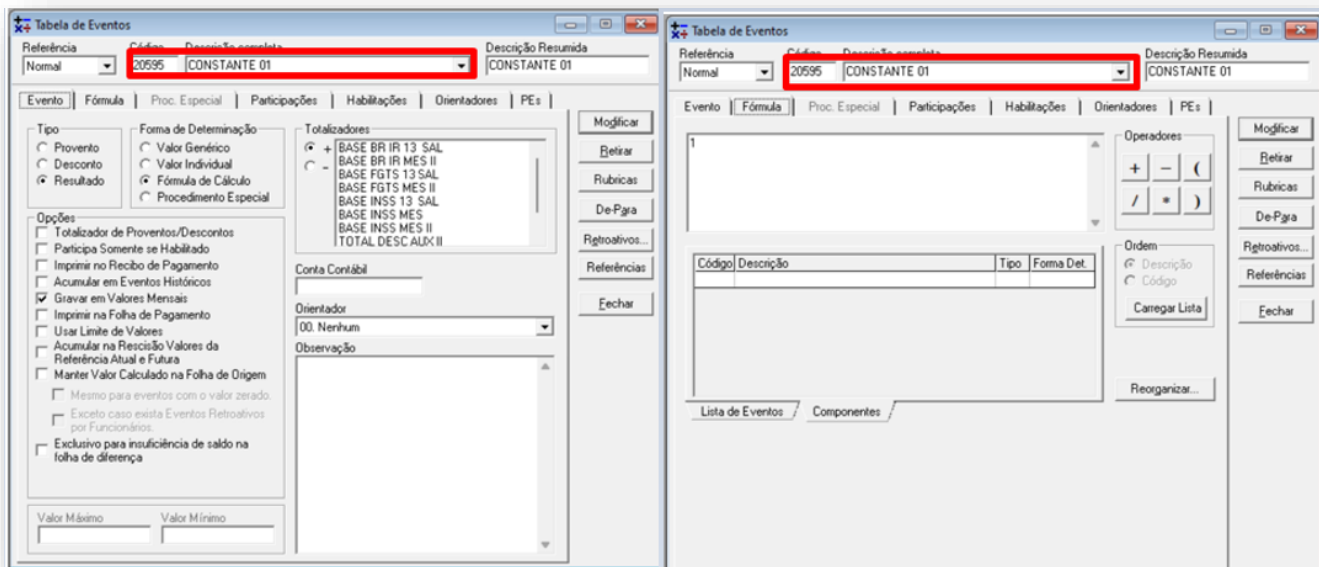 Tabela de Eventos
Referência Código Descrição completa Descrição Resumida
Normal 20595 CONSTANTE 01 CONSTANTE 01
Evento Fórmula Proc. Especial Participações Habilitações Orientadores PEs
Tipo
Provento
Desconto
Resultado
Forma de Determinação
Valor Genérico
Valor Individual
Fórmula de Cálculo
Procedimento Especial
Totalizadores
+
-
BASE BR IR 13 SAL
BASE BR IR MES II
BASE FGTS 13 SAL
BASE FGTS MES II
BASE INSS 13 SAL
BASE INSS MES
BASE INSS MES II
TOTAL DESC AUX II
Opções
Totalizador de Proventos/Descontos
Participa Somente se Habilitado
Imprimir no Recibo de Pagamento
Acumular em Eventos Históricos
Gravar em Valores Mensais
Imprimir na Folha de Pagamento
Usar Limite de Valores
Acumular na Rescisão Valores da
Referência Atual e Futura
Manter Valor Calculado na Folha de Origem
Mesmo para eventos com o valor zerado.
Exceto caso exista Eventos Retroativos
por Funcionários.
Exclusivo para insuficiência de saldo na
folha de diferença
Valor Máximo Valor Mínimo
Conta Contábil
Orientador
00. Nenhum
Observação
Modificar
Retirar
Rubricas
De-Para
Retroativos...
Referências
Fechar
Tabela de Eventos
Referência Código Descrição completa Descrição Resumida
Normal 20595 CONSTANTE 01 CONSTANTE 01
Evento Fórmula Proc. Especial Participações Habilitações Orientadores PEs
1
Operadores
+ - (
/ * )
Código Descrição Tipo Forma Det.
Ordem
Descrição
Código
Carregar Lista
Reorganizar...
Lista de Eventos Componentes
Modificar
Retirar
Rubricas
De-Para
Retroativos...
Referências
Fechar